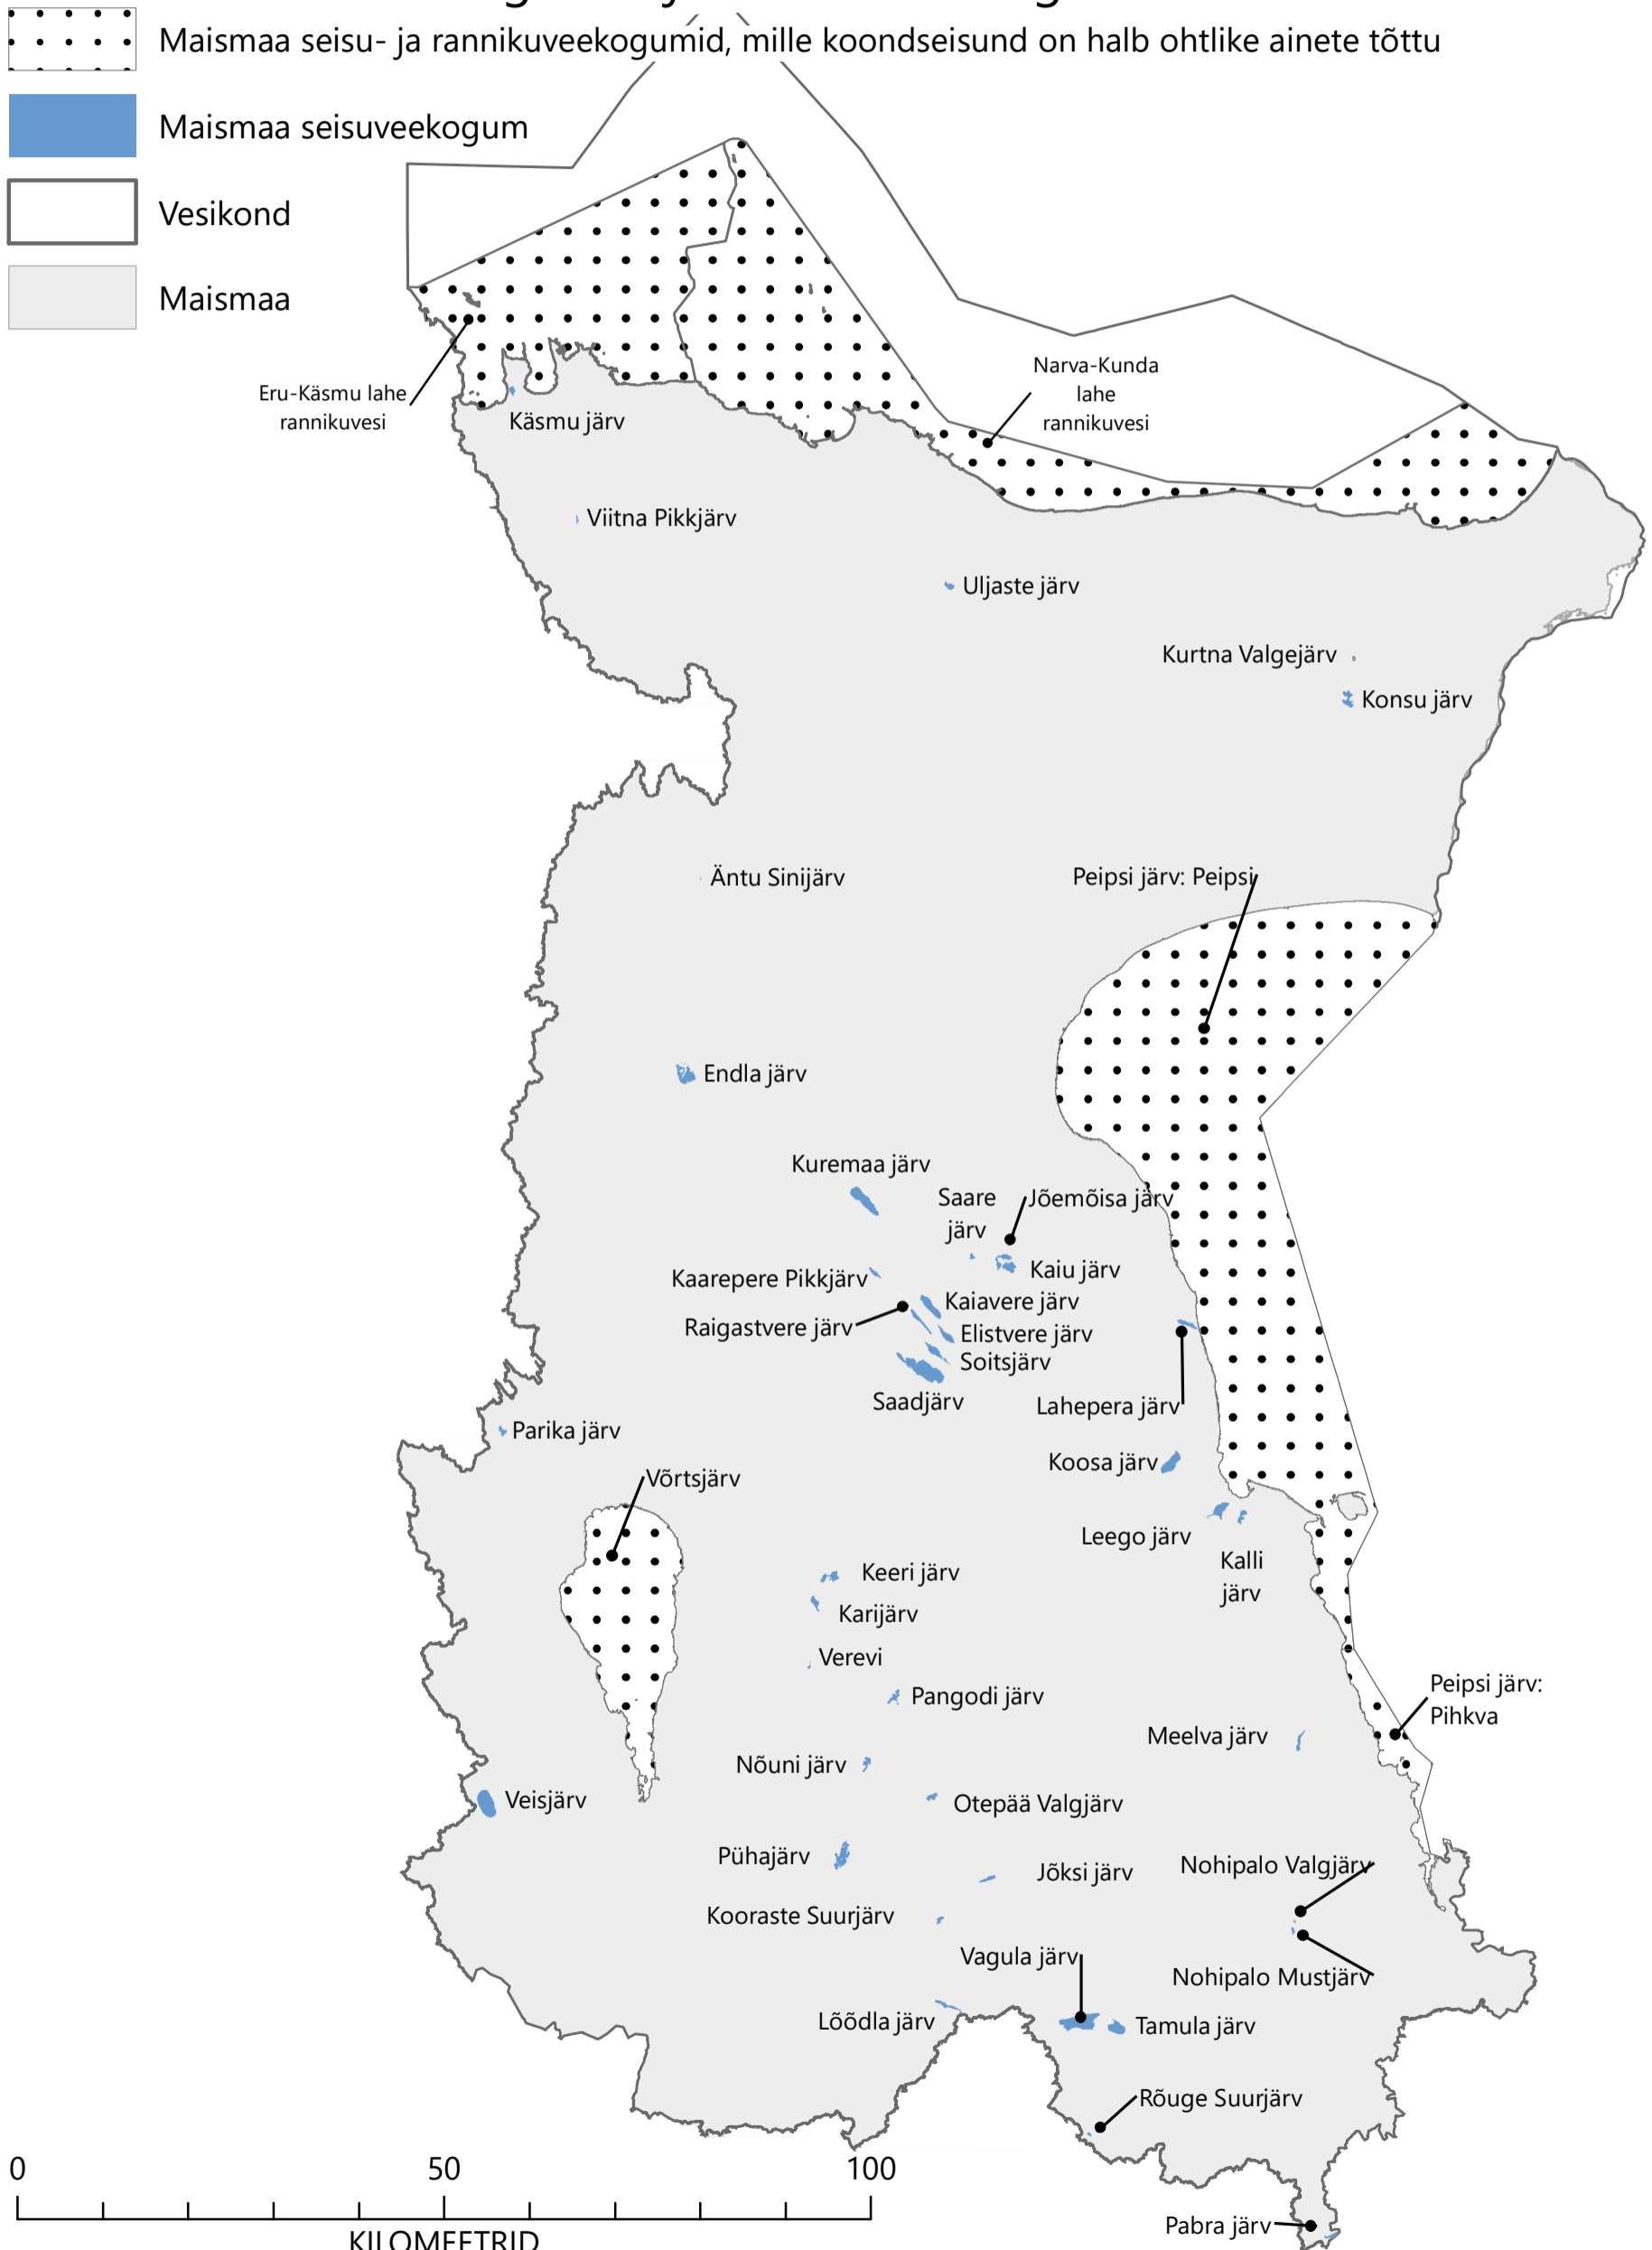 Maismaa seisu- ja rannikuveekogumid, mille koondseisund on halb ohtlike ainete tõttu
Maismaa seisuveekogum
Vesikond
Maismaa
Eru-Käsmu lahe
rannikuvesi
Käsmu järv
Narva-Kunda
lahe
rannikuvesi
Viitna Pikkjärv
Uljaste järv
Kurtna Valgejärv
Konsu järv
Äntu Sinijärv
Peipsi järv: Peipsi
Endla järv
Kuremaa järv
Saare
järv
Jõemõisa järv
Kaiu järv
Kaarepere Pikkjärv
Kaiavere järv
Raigastvere järv
Elistvere järv
Soitsjärv
Saadjärv
Lahepera järv
Parika järv
Koosa järv
Võrtsjärv
Leego järv
Kalli
järv
Keeri järv
Karijärv
Verevi
Pangodi järv
Peipsi järv:
Pihkva
Meelva järv
Nõuni järv
Veisjärv
Otepää Valgjärv
Pühajärv
Jõksi järv
Nohipalo Valgjärv
Kooraste Suurjärv
Vagula järv
Nohipalo Mustjärv
Lõõdla järv
Tamula järv
Rõuge Suurjärv
0 50 100
Pabra järv
KILOMEETRID